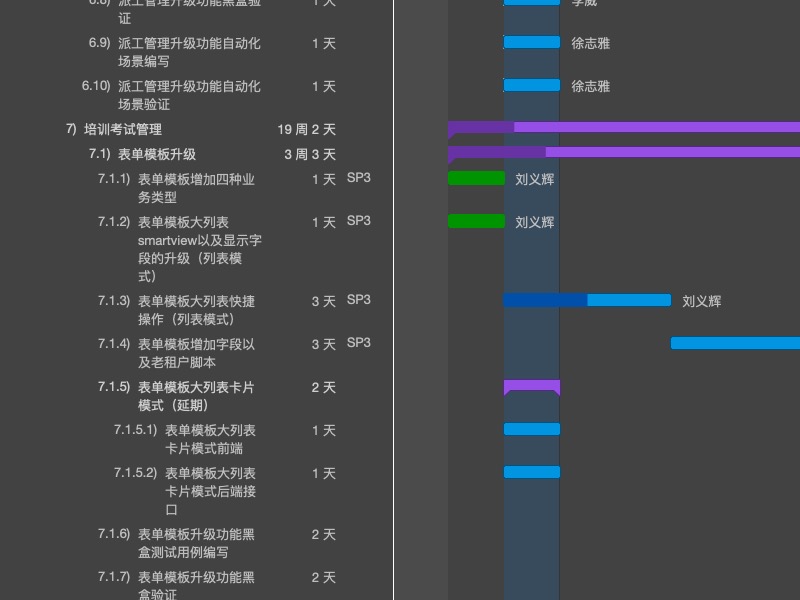 6.8) 派工管理升级功能黑盒验 1 天 李威
证
6.9) 派工管理升级功能自动化 1 天 徐志雅
场景编写
6.10) 派工管理升级功能自动化 1 天 徐志雅
场景验证
7) 培训考试管理 19 周 2 天
7.1) 表单模板升级 3 周 3 天
7.1.1) 表单模板增加四种业 1 天 SP3 刘义辉
务类型
7.1.2) 表单模板大列表 1 天 SP3 刘义辉
smartview以及显示字
段的升级（列表模
式）
7.1.3) 表单模板大列表快捷 3 天 SP3 刘义辉
操作（列表模式）
7.1.4) 表单模板增加字段以 3 天 SP3
及老租户脚本
7.1.5) 表单模板大列表卡片 2 天
模式（延期）
7.1.5.1) 表单模板大列表 1 天
卡片模式前端
7.1.5.2) 表单模板大列表 1 天
卡片模式后端接
口
7.1.6) 表单模板升级功能黑 2 天
盒测试用例编写
7.1.7) 表单模板升级功能黑 2 天
盒验证